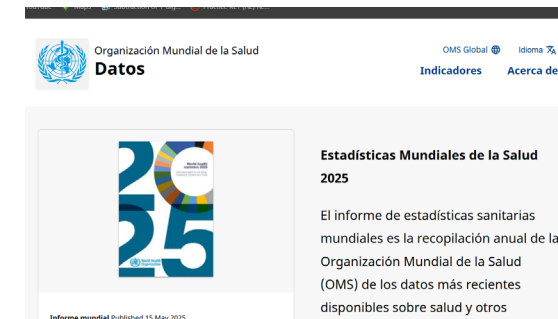 Organización Mundial de la Salud
Datos
OMS Global
Idioma
Indicadores
Acerca de
World health
statistics 2025
World Health
Organization
Informe mundial Published 15 May 2025
Estadísticas Mundiales de la Salud
2025
El informe de estadísticas sanitarias
mundiales es la recopilación anual de la
Organización Mundial de la Salud
(OMS) de los datos más recientes
disponibles sobre salud y otros